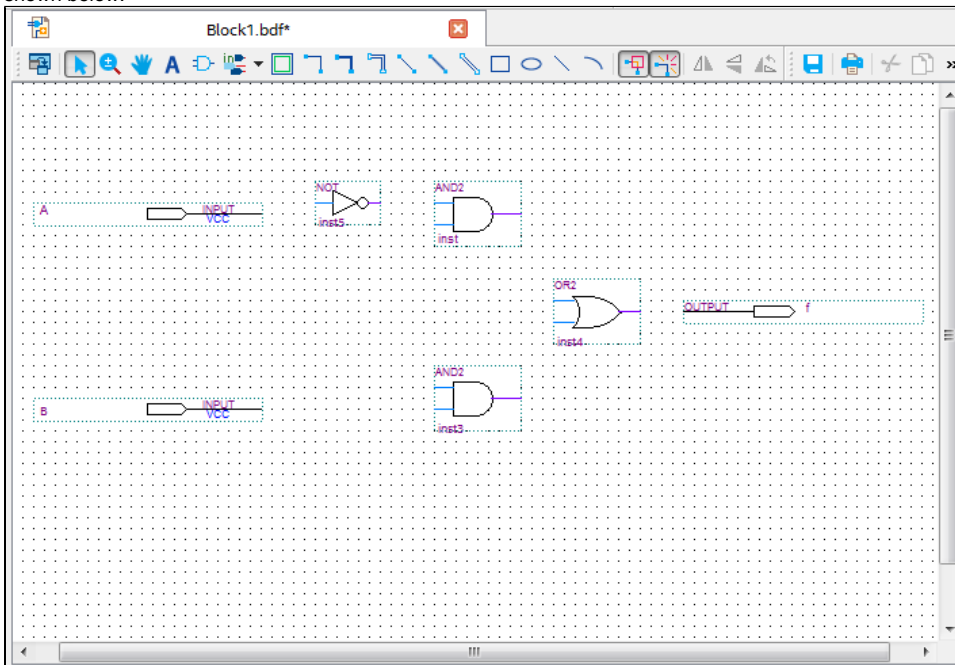 Block1.bdf*
A
INPUT
VCC
NOT
inst5
AND2
inst
OR2
inst4
OUTPUT
f
AND2
inst3
B
INPUT
VCC